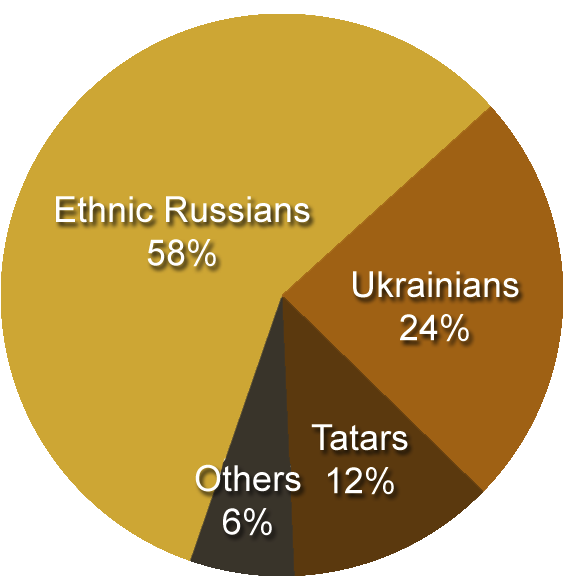 Ethnic Russians
58%
Ukrainians
24%
Tatars
12%
Others
6%